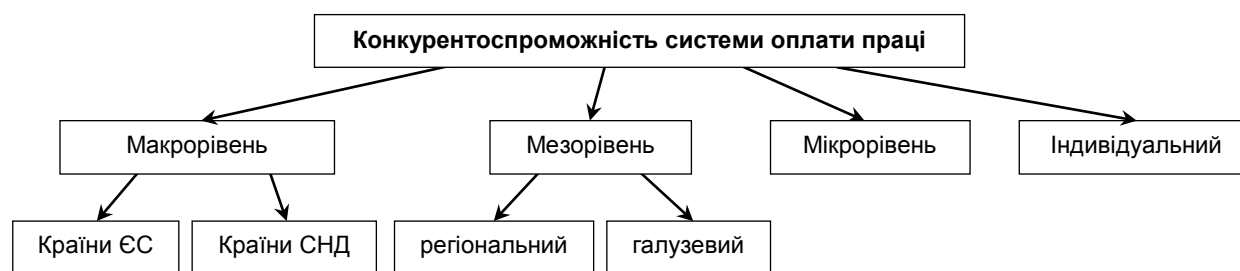 Конкурентоспроможність системи оплати праці
Макрорівень
Мезорівень
Мікрорівень
Індивідуальний
Країни ЄС
Країни СНД
регіональний
галузевий